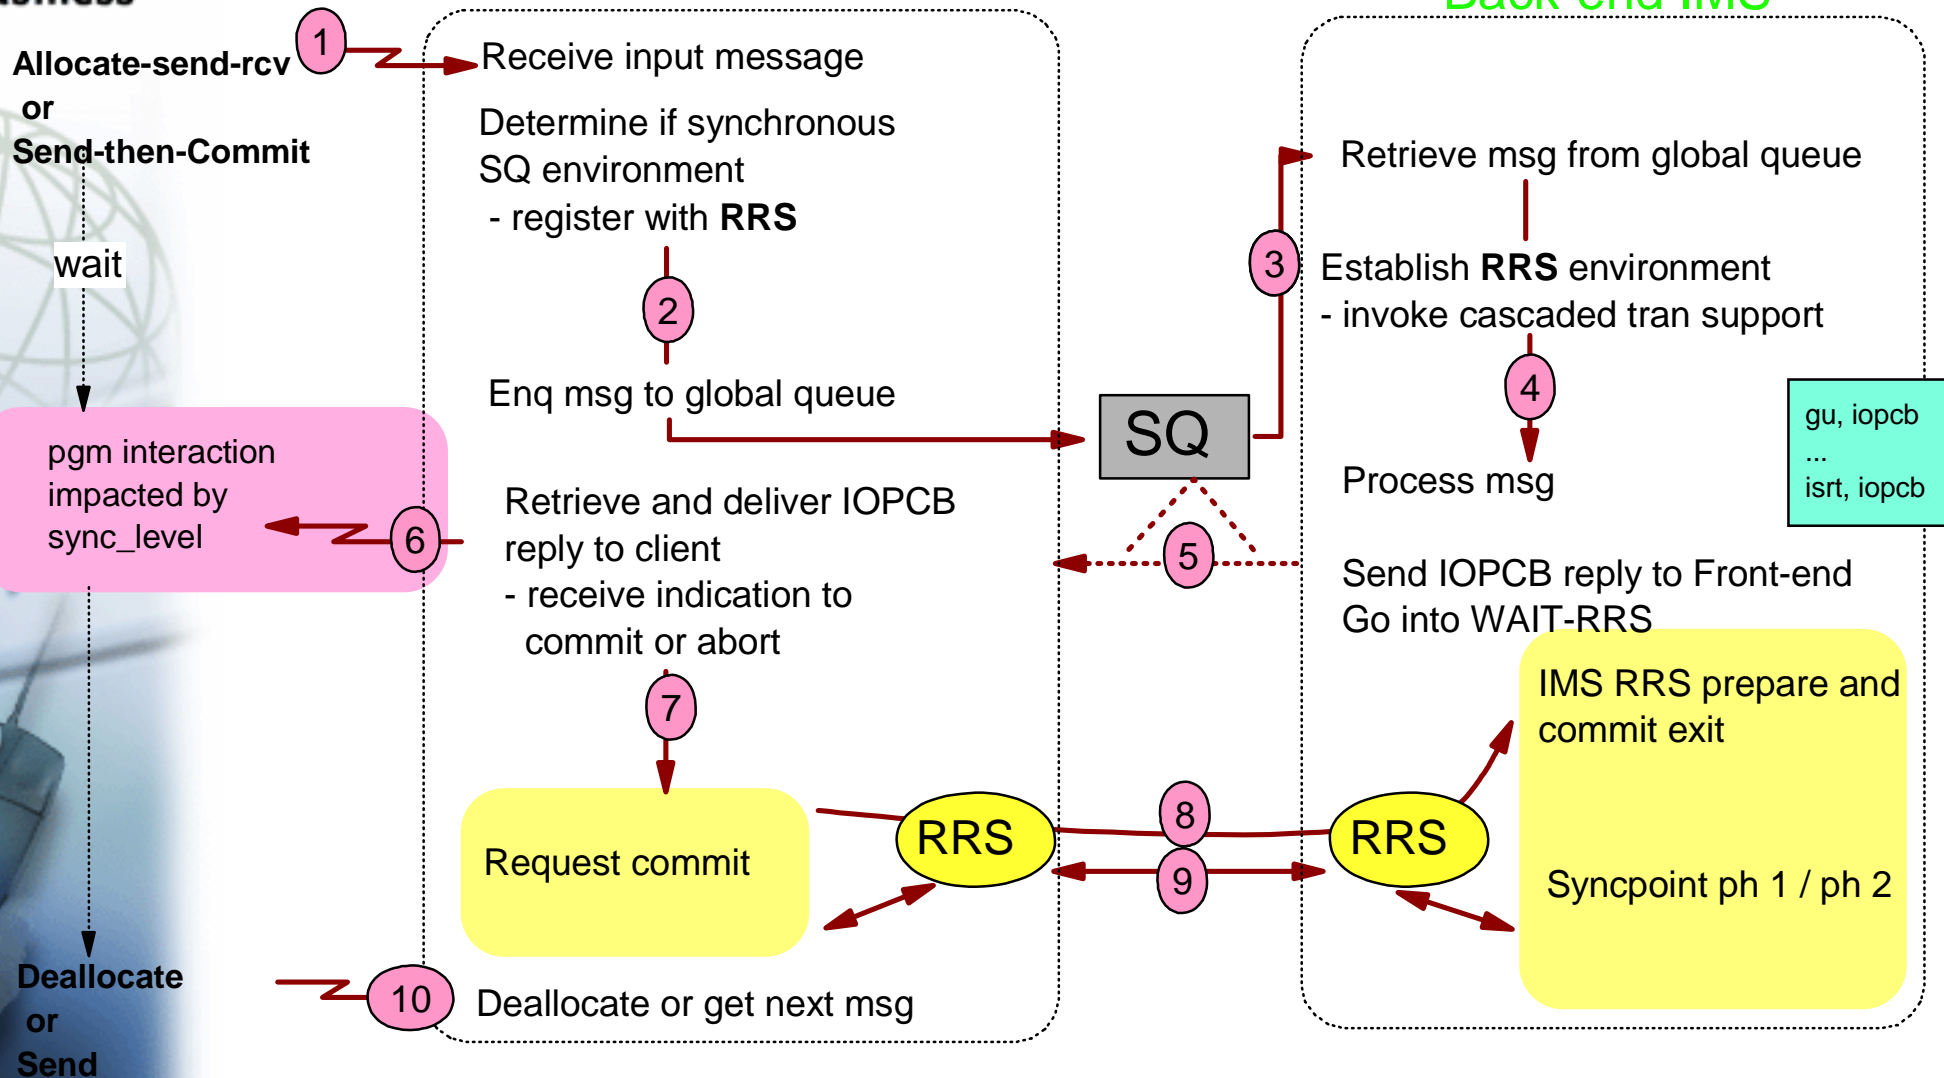 Back-end IMS
1
Allocate-send-rcv
or
Send-then-Commit
wait
pgm interaction
impacted by
sync_level
Deallocate
or
Send
Receive input message
Determine if synchronous
SQ environment
- register with RRS
2
Enq msg to global queue
Retrieve and deliver IOPCB
reply to client
- receive indication to
commit or abort
6
7
Request commit
RRS
10
Deallocate or get next msg
SQ
3
5
8
9
Retrieve msg from global queue
Establish RRS environment
- invoke cascaded tran support
4
Process msg
gu, iopcb
...
isrt, iopcb
Send IOPCB reply to Front-end
Go into WAIT-RRS
IMS RRS prepare and
commit exit
RRS
Syncpoint ph 1 / ph 2